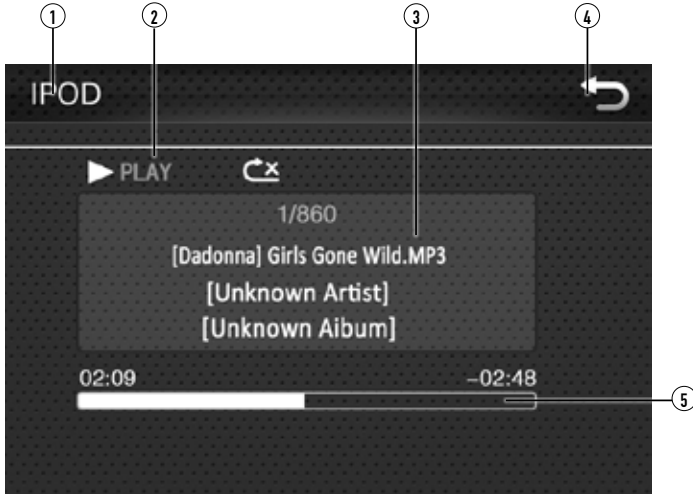 1 2 3 4
IPOD
PLAY
1/860
[Dadonna] Girls Gone Wild.MP3
[Unknown Artist]
[Unknown Aibum]
02:09 -02:48
5